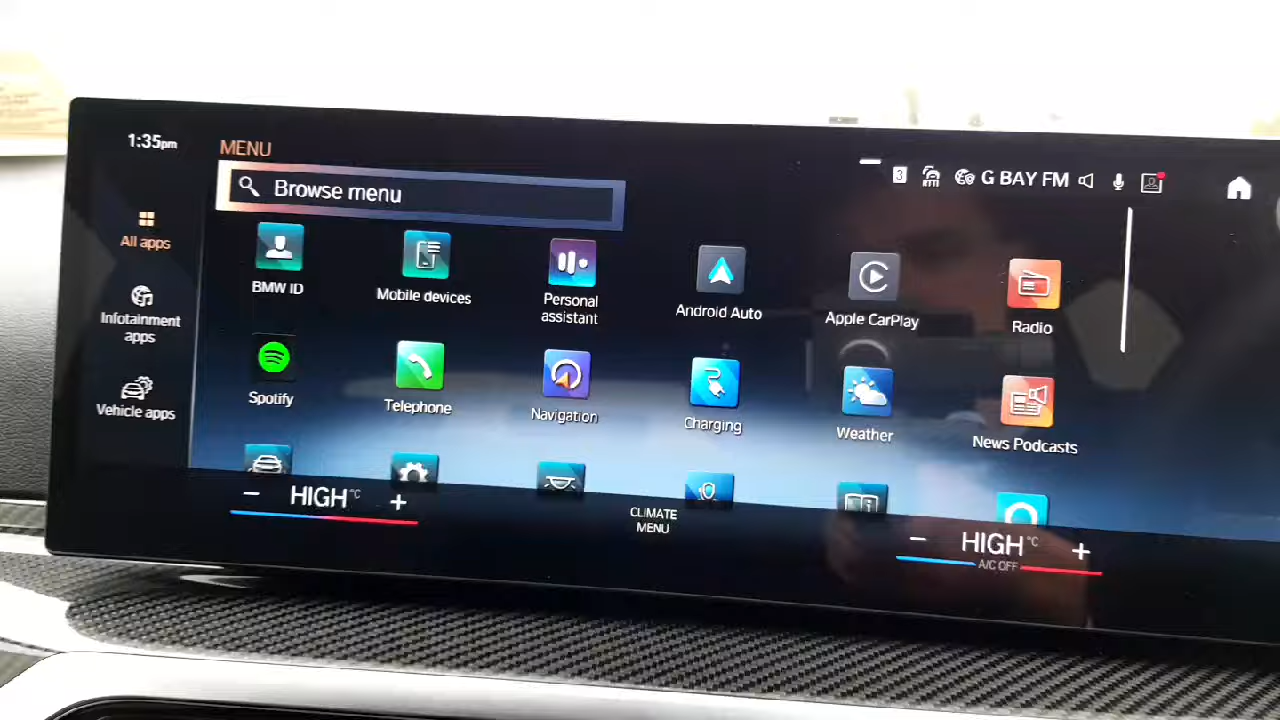 1:35pm
MENU
Browse menu
3
G BAY FM
All apps
BMW ID
Mobile devices
Personal
assistant
Android Auto
Apple CarPlay
Radio
Infotainment
apps
Spotify
Telephone
Navigation
Charging
Weather
News Podcasts
Vehicle apps
− HIGH°C +
CLIMATE
MENU
− HIGH°C +
A/C OFF